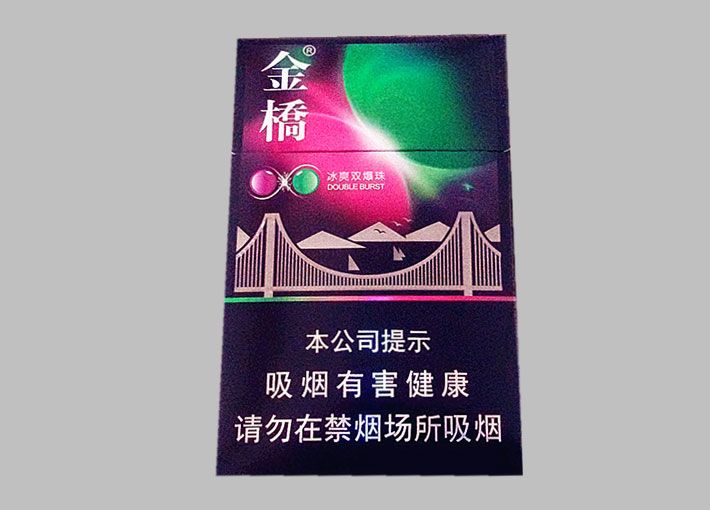 金橋®
冰爽双爆珠
DOUBLE BURST
本公司提示
吸烟有害健康
请勿在禁烟场所吸烟